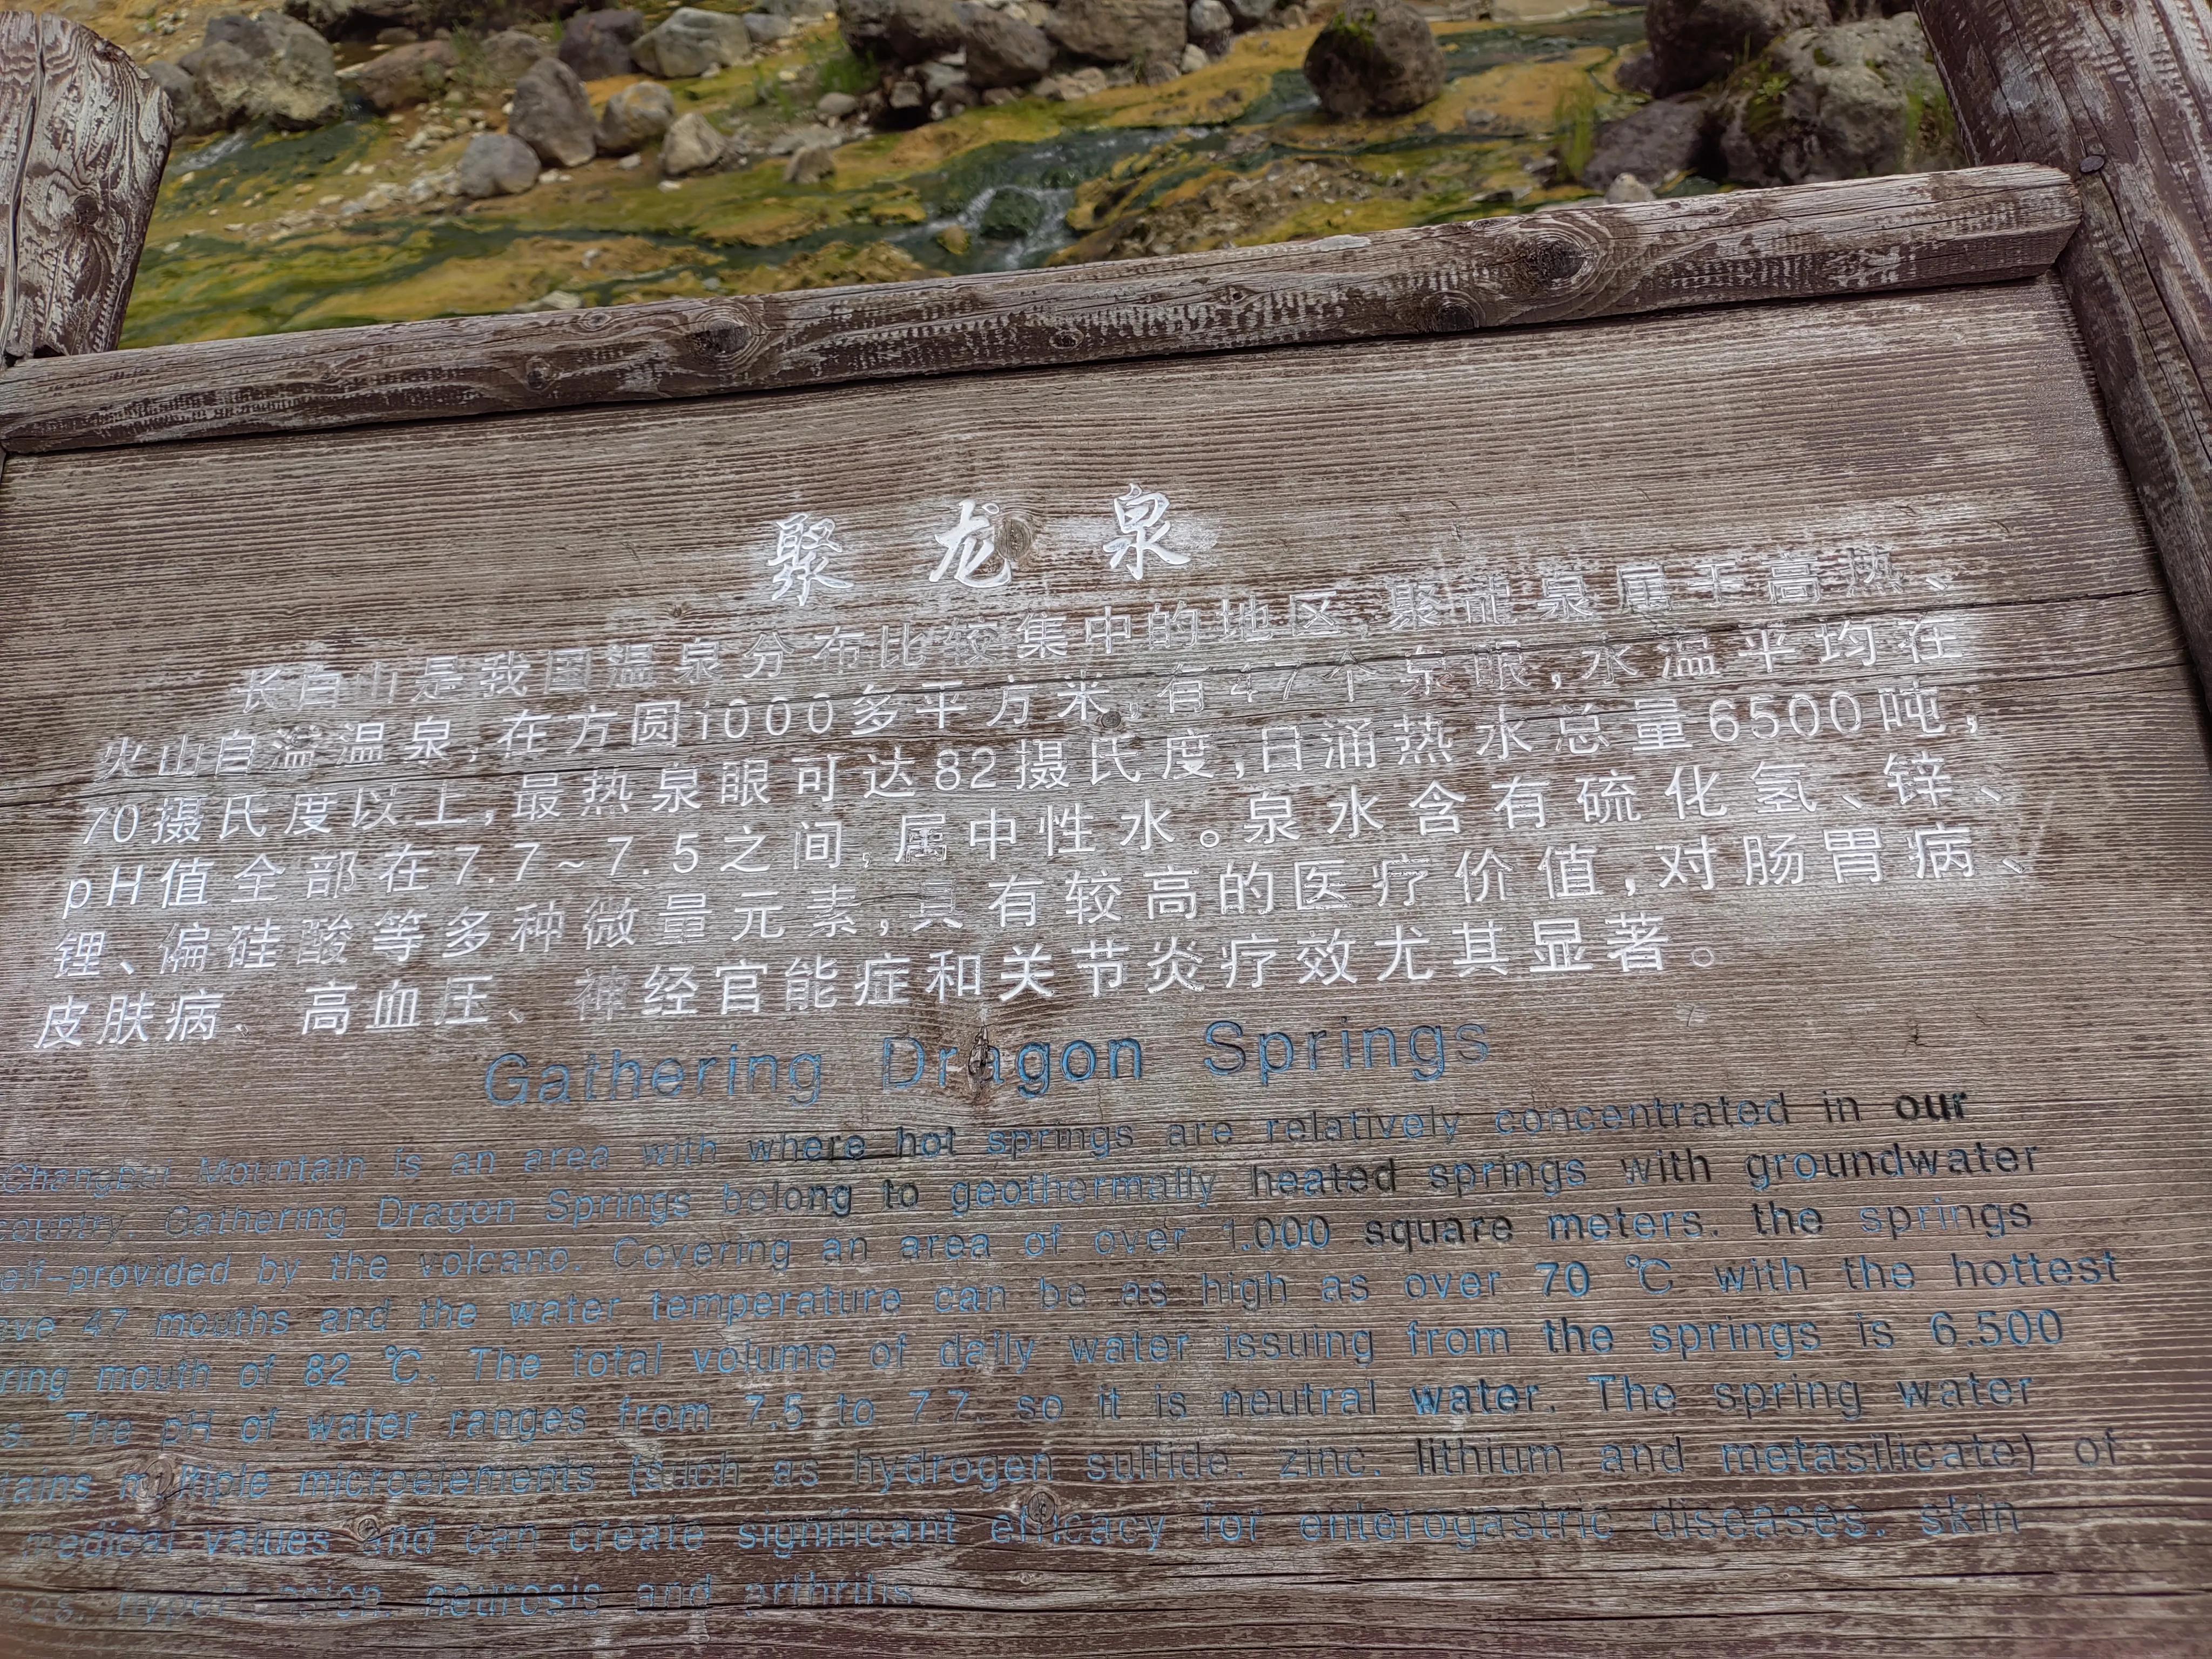 聚龙泉
长白山是我国温泉分布比较集中的地区,聚龍泉属于高热、
火山自溢温泉,在方圆1000多平方米,有47个泉眼,水温平均在
70摄氏度以上,最热泉眼可达82摄氏度,日涌热水总量6500吨,
pH值全部在7.7~7.5之间,属中性水。泉水含有硫化氢、锌、
锂、偏硅酸等多种微量元素,具有较高的医疗价值,对肠胃病、
皮肤病、高血压、神经官能症和关节炎疗效尤其显著。
Gathering Dragon Springs
Changbai Mountain is an area with where hot springs are relatively concentrated in our
country. Gathering Dragon Springs belong to geothermally heated springs with groundwater
elf-provided by the volcano. Covering an area of over 1.000 square meters. the springs
ave 47 mouths and the water temperature can be as high as over 70 ℃ with the hottest
ring mouth of 82 ℃. The total volume of daily water issuing from the springs is 6.500
s. The pH of water ranges from 7.5 to 7.7. so it is neutral water. The spring water
tains multiple microelements (such as hydrogen sulfide. zinc. lithium and metasilicate) of
medical values and can create significant efficacy for enterogastric diseases. skin
hypertension. neurosis and arthritis.